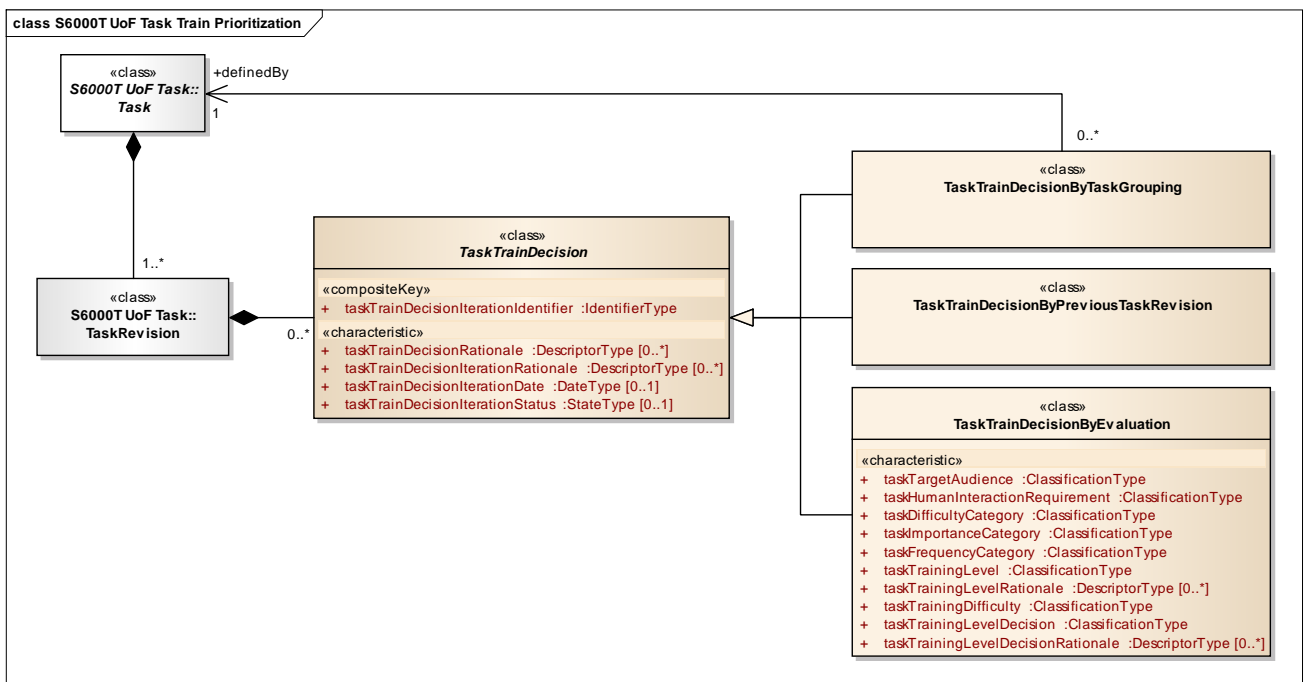 class S6000T UoF Task Train Prioritization
«class»
S6000T UoF Task::
Task
+definedBy
1
0..*
«class»
TaskTrainDecisionByTaskGrouping
«class»
TaskTrainDecision
«compositeKey»
+ taskTrainDecisionIterationIdentifier :IdentifierType
«characteristic»
+ taskTrainDecisionRationale :DescriptorType [0..*]
+ taskTrainDecisionIterationRationale :DescriptorType [0..*]
+ taskTrainDecisionIterationDate :DateType [0..1]
+ taskTrainDecisionIterationStatus :StateType [0..1]
1..*
«class»
S6000T UoF Task::
TaskRevision
0..*
«class»
TaskTrainDecisionByPreviousTaskRevision
«class»
TaskTrainDecisionByEvaluation
«characteristic»
+ taskTargetAudience :ClassificationType
+ taskHumanInteractionRequirement :ClassificationType
+ taskDifficultyCategory :ClassificationType
+ taskImportanceCategory :ClassificationType
+ taskFrequencyCategory :ClassificationType
+ taskTrainingLevel :ClassificationType
+ taskTrainingLevelRationale :DescriptorType [0..*]
+ taskTrainingDifficulty :ClassificationType
+ taskTrainingLevelDecision :ClassificationType
+ taskTrainingLevelDecisionRationale :DescriptorType [0..*]